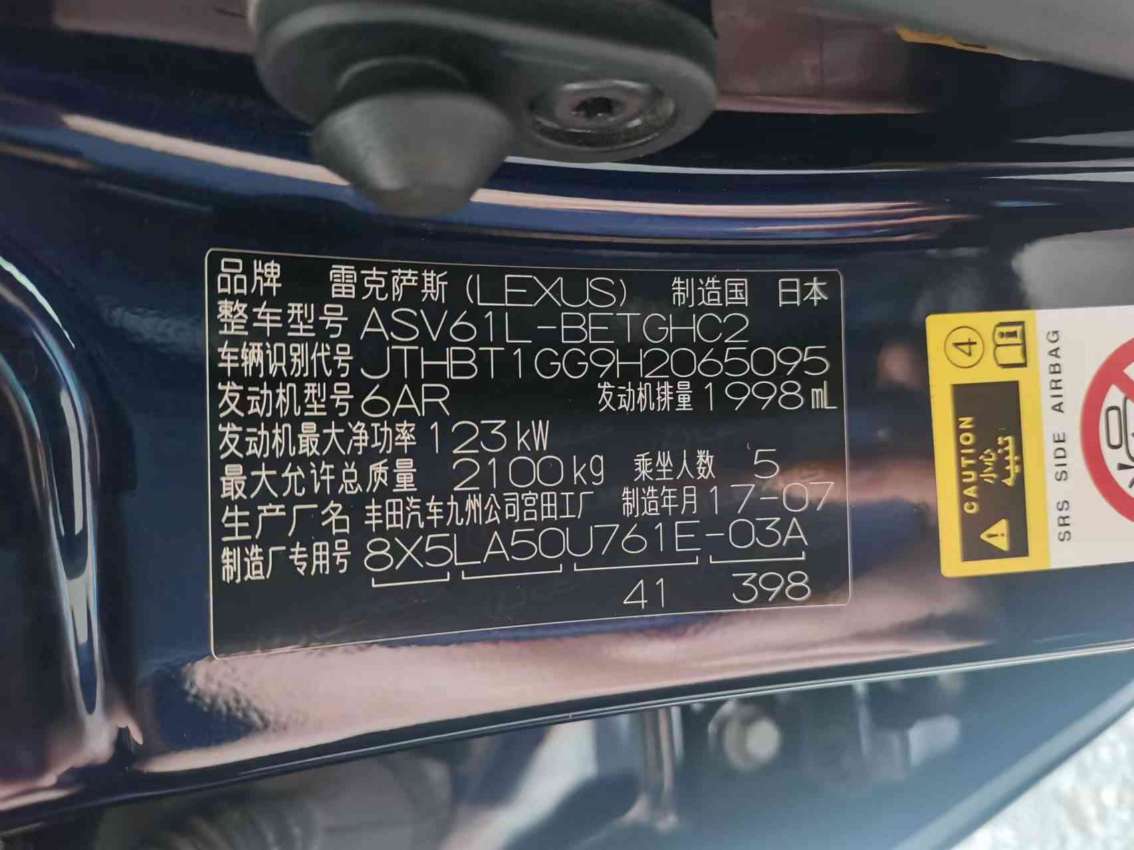 品牌 雷克萨斯(LEXUS) 制造国 日本
整车型号 ASV61L-BETGHC2
车辆识别代号 JTHBT1GG9H2065095
发动机型号 6AR 发动机排量 1998 mL
发动机最大净功率 123 kW
最大允许总质量 2100 kg 乘坐人数 5
生产厂名 丰田汽车九州公司宫田工厂 制造年月 17-07
制造厂专用号 8X5LA50U761E-03A
41 398
4
CAUTION
小心
تنبيه
SRS SIDE AIRBAG